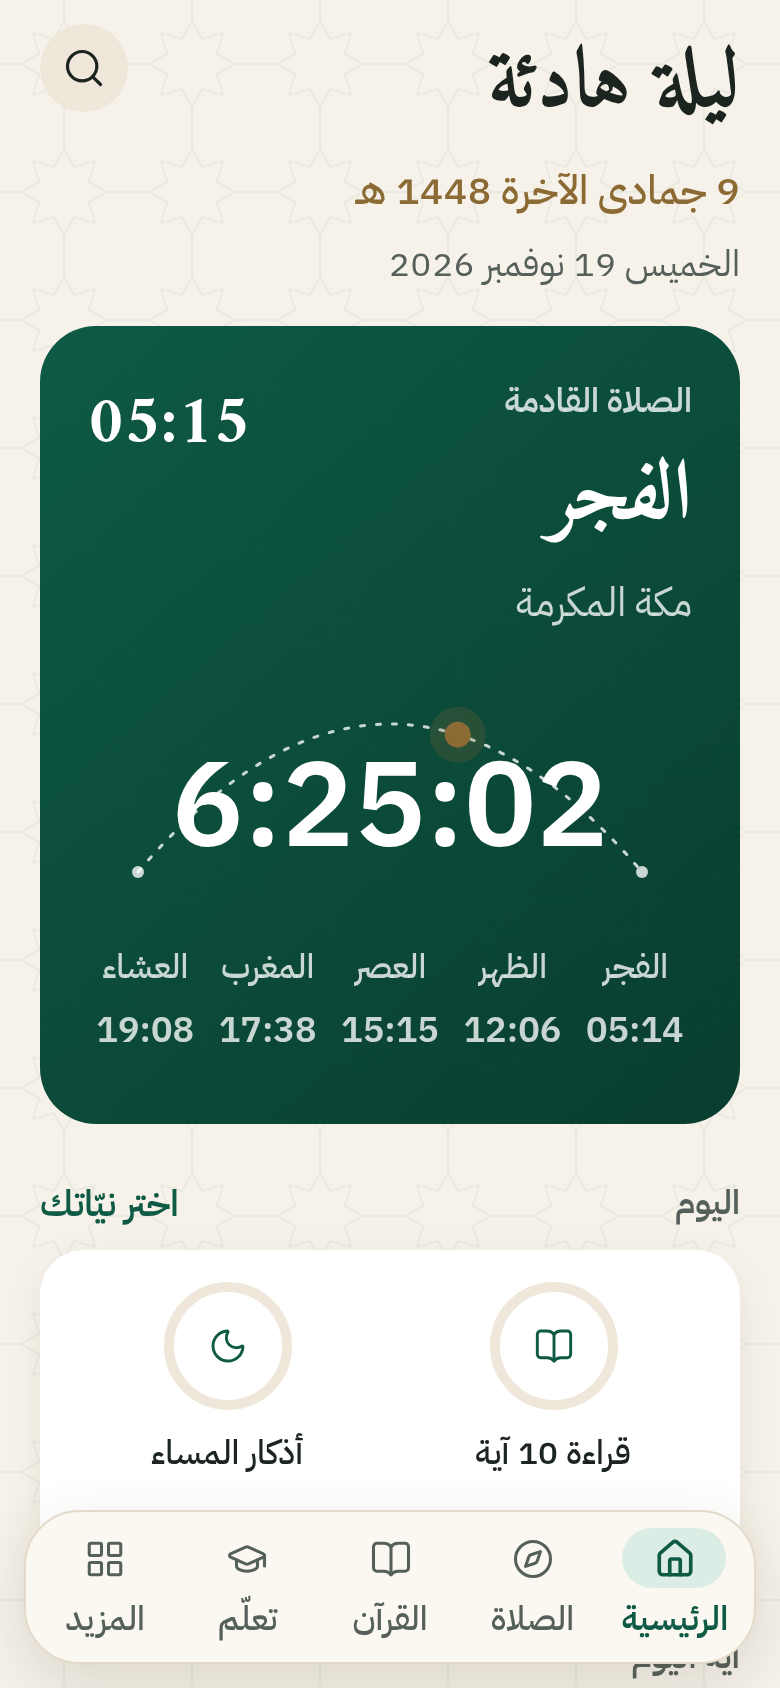 ليلة هادئة
9 جمادى الآخرة 1448 هـ
الخميس 19 نوفمبر 2026
الصلاة القادمة
05:15
الفجر
مكة المكرمة
6:25:02
الفجر الظهر العصر المغرب العشاء
05:14 12:06 15:15 17:38 19:08
اليوم
اختر نيّاتك
قراءة 10 آية
أذكار المساء
الرئيسية الصلاة القرآن تعلّم المزيد
آية اليوم